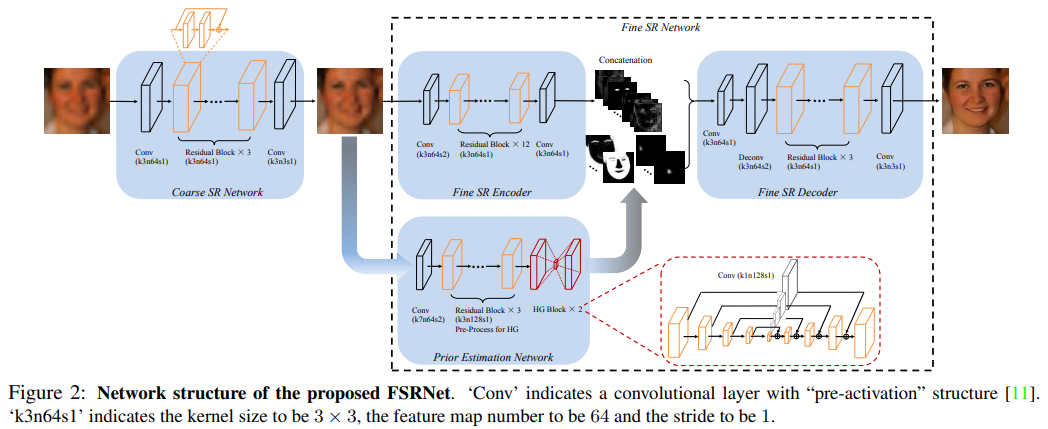 Fine SR Network
Concatenation
Conv
(k3n64s1)
Residual Block × 3
(k3n64s1)
Conv
(k3n3s1)
Coarse SR Network
Conv
(k3n64s2)
Residual Block × 12
(k3n64s1)
Conv
(k3n64s1)
Fine SR Encoder
Conv
(k3n64s1)
Deconv
(k3n64s2)
Residual Block × 3
(k3n64s1)
Conv
(k3n3s1)
Fine SR Decoder
Conv
(k7n64s2)
Residual Block × 3
(k3n128s1)
Pre-Process for HG
HG Block × 2
Prior Estimation Network
Conv (k1n128s1)
Figure 2: Network structure of the proposed FSRNet. ‘Conv’ indicates a convolutional layer with “pre-activation” structure [11].
‘k3n64s1’ indicates the kernel size to be 3 × 3, the feature map number to be 64 and the stride to be 1.